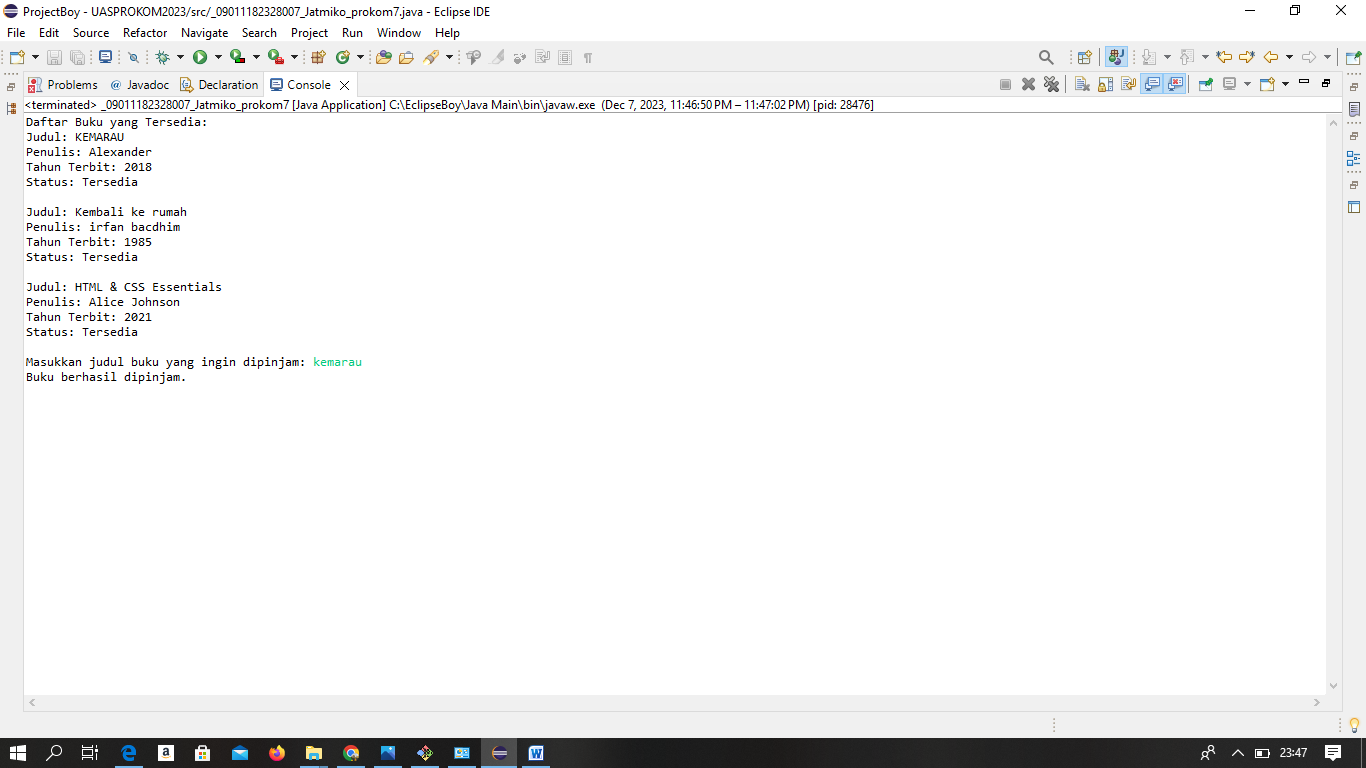 ProjectBoy - UASPROKOM2023/src/_09011182328007_Jatmiko_prokom7.java - Eclipse IDE
File Edit Source Refactor Navigate Search Project Run Window Help
Problems @ Javadoc Declaration Console
<terminated> _09011182328007_Jatmiko_prokom7 [Java Application] C:\EclipseBoy\Java Main\bin\javaw.exe (Dec 7, 2023, 11:46:50 PM – 11:47:02 PM) [pid: 28476]
Daftar Buku yang Tersedia:
Judul: KEMARAU
Penulis: Alexander
Tahun Terbit: 2018
Status: Tersedia
Judul: Kembali ke rumah
Penulis: irfan bacdhim
Tahun Terbit: 1985
Status: Tersedia
Judul: HTML & CSS Essentials
Penulis: Alice Johnson
Tahun Terbit: 2021
Status: Tersedia
Masukkan judul buku yang ingin dipinjam: kemarau
Buku berhasil dipinjam.
23:47